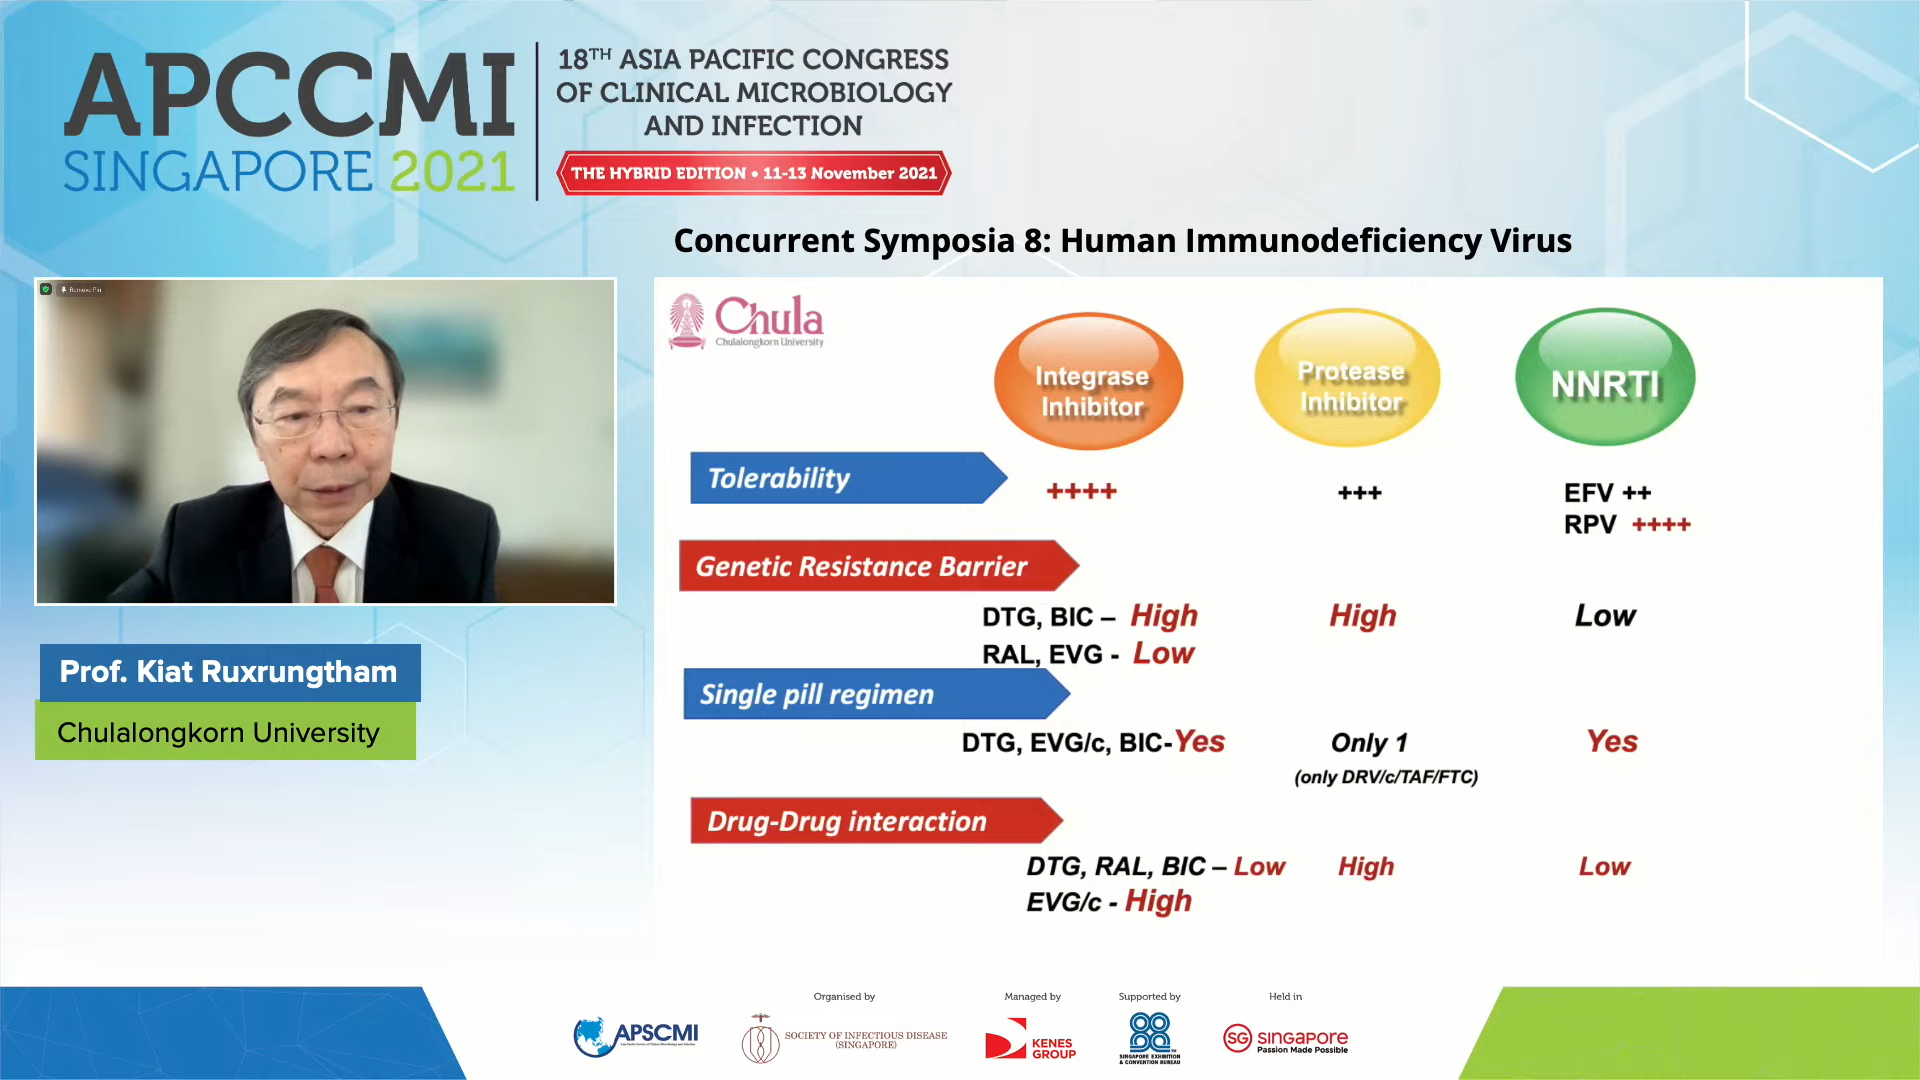 APCCMI
SINGAPORE 2021
18TH ASIA PACIFIC CONGRESS
OF CLINICAL MICROBIOLOGY
AND INFECTION
THE HYBRID EDITION • 11-13 November 2021
Concurrent Symposia 8: Human Immunodeficiency Virus
Remove Pin
Prof. Kiat Ruxrungtham
Chulalongkorn University
Chula
Chulalongkorn University
Integrase
Inhibitor
Protease
Inhibitor
NNRTI
Tolerability
++++
+++
EFV ++
RPV ++++
Genetic Resistance Barrier
DTG, BIC – High
High
Low
RAL, EVG - Low
Single pill regimen
DTG, EVG/c, BIC-Yes
Only 1
Yes
(only DRV/c/TAF/FTC)
Drug-Drug interaction
DTG, RAL, BIC – Low
High
Low
EVG/c - High
APSCMI
Organised by
SOCIETY OF INFECTIOUS DISEASE
(SINGAPORE)
Managed by
KENES
GROUP
Supported by
SINGAPORE EXHIBITION
& CONVENTION BUREAU
Held in
SG SINGAPORE
Passion Made Possible